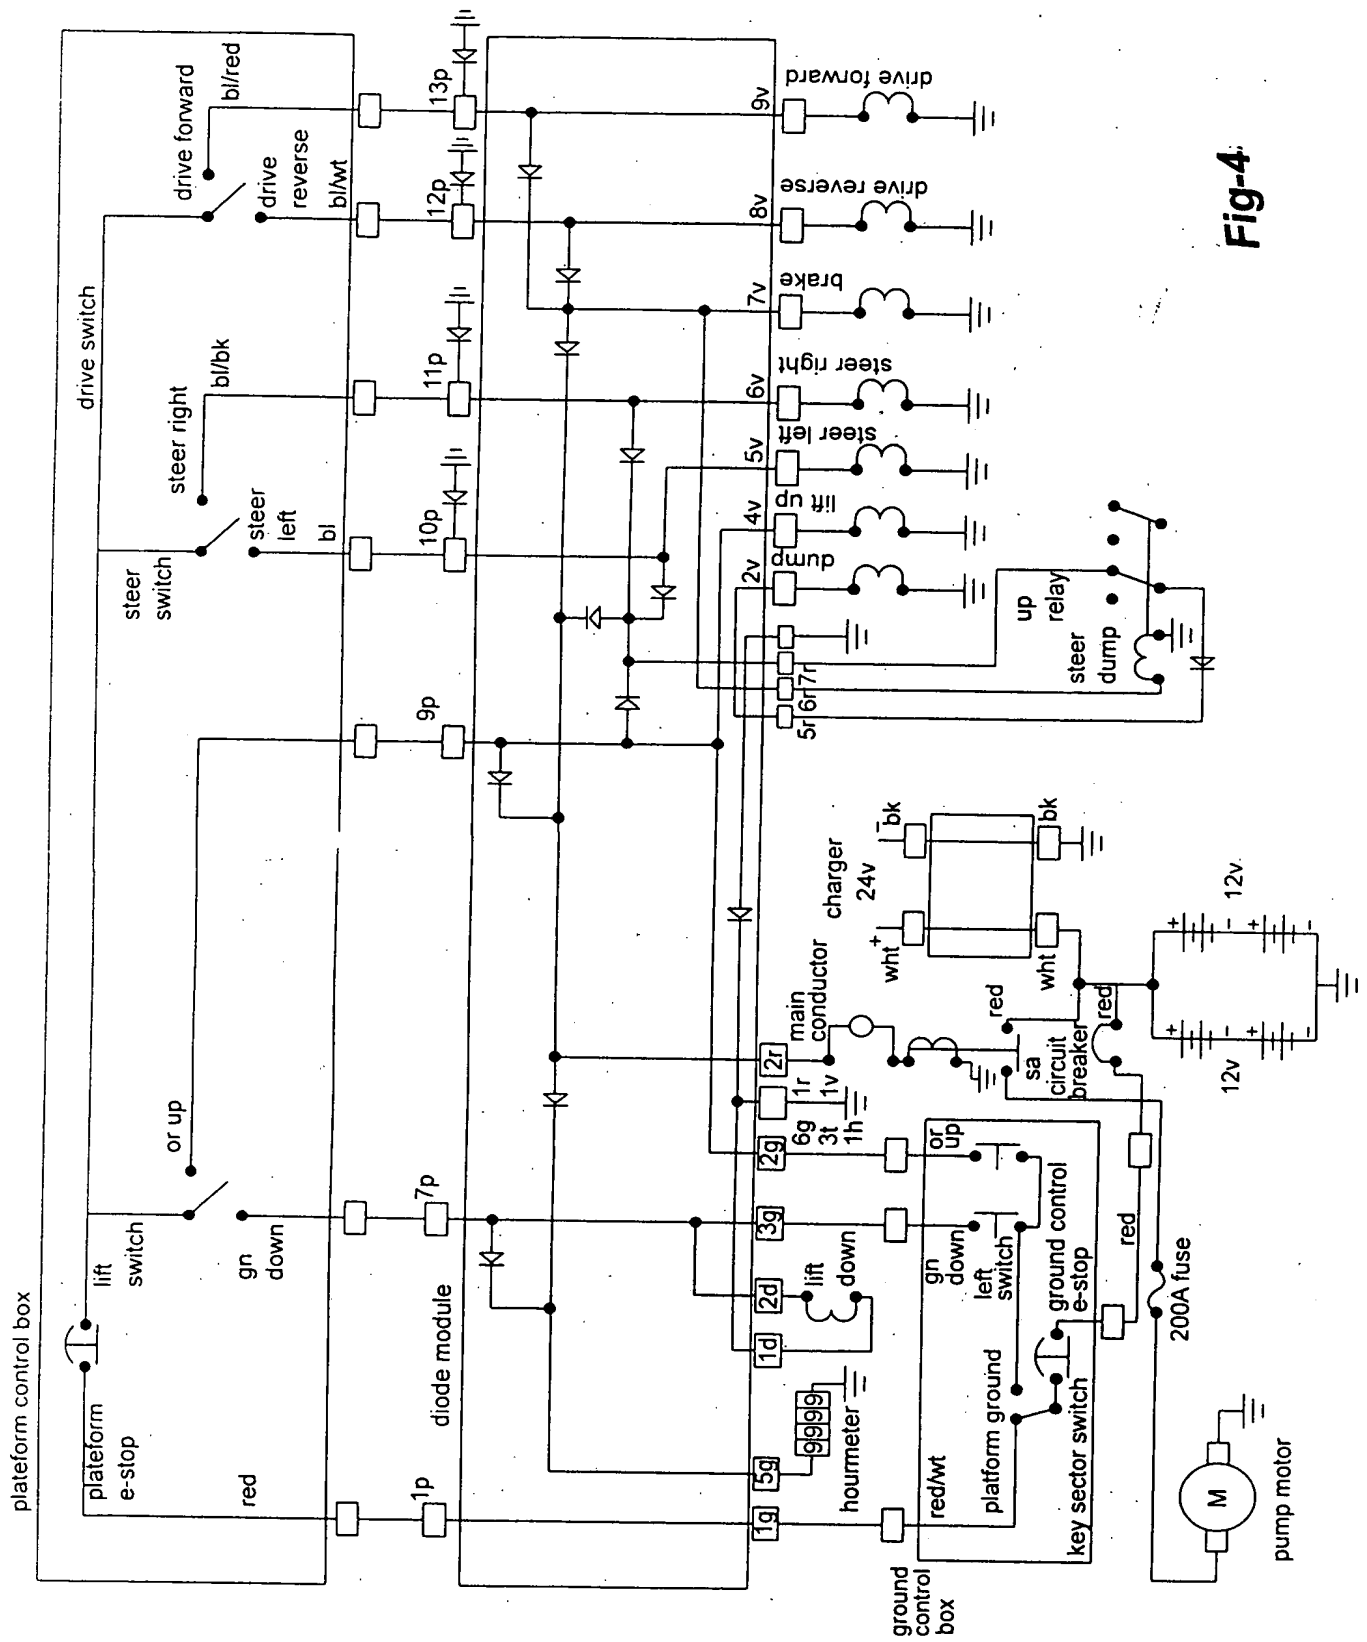 plateform control box
plateform
e-stop
red
lift
switch
gn
down
or up
steer
switch
steer
left
bl
steer right
bl/bk
drive switch
drive forward
bl/red
drive
reverse
bl/wt
1p
7p
9p
10p
11p
12p
13p
diode module
1g
5g
1d
2d
3g
2g
6g
3t
1h
1r
1v
2r
5r
6r
7r
2v
4v
5v
6v
7v
8v
9v
dump
lift up
steer left
steer right
brake
drive reverse
drive forward
hourmeter
9999
lift
down
main
conductor
charger
24v
+
wht
-
bk
wht
bk
red
sa
circuit
breaker
red
12v
12v
+
-
+
-
+
-
+
-
up
relay
steer
dump
ground
control
box
red/wt
platform ground
key sector switch
gn
down
left
switch
or
up
ground control
e-stop
red
200A fuse
M
pump motor
Fig-4